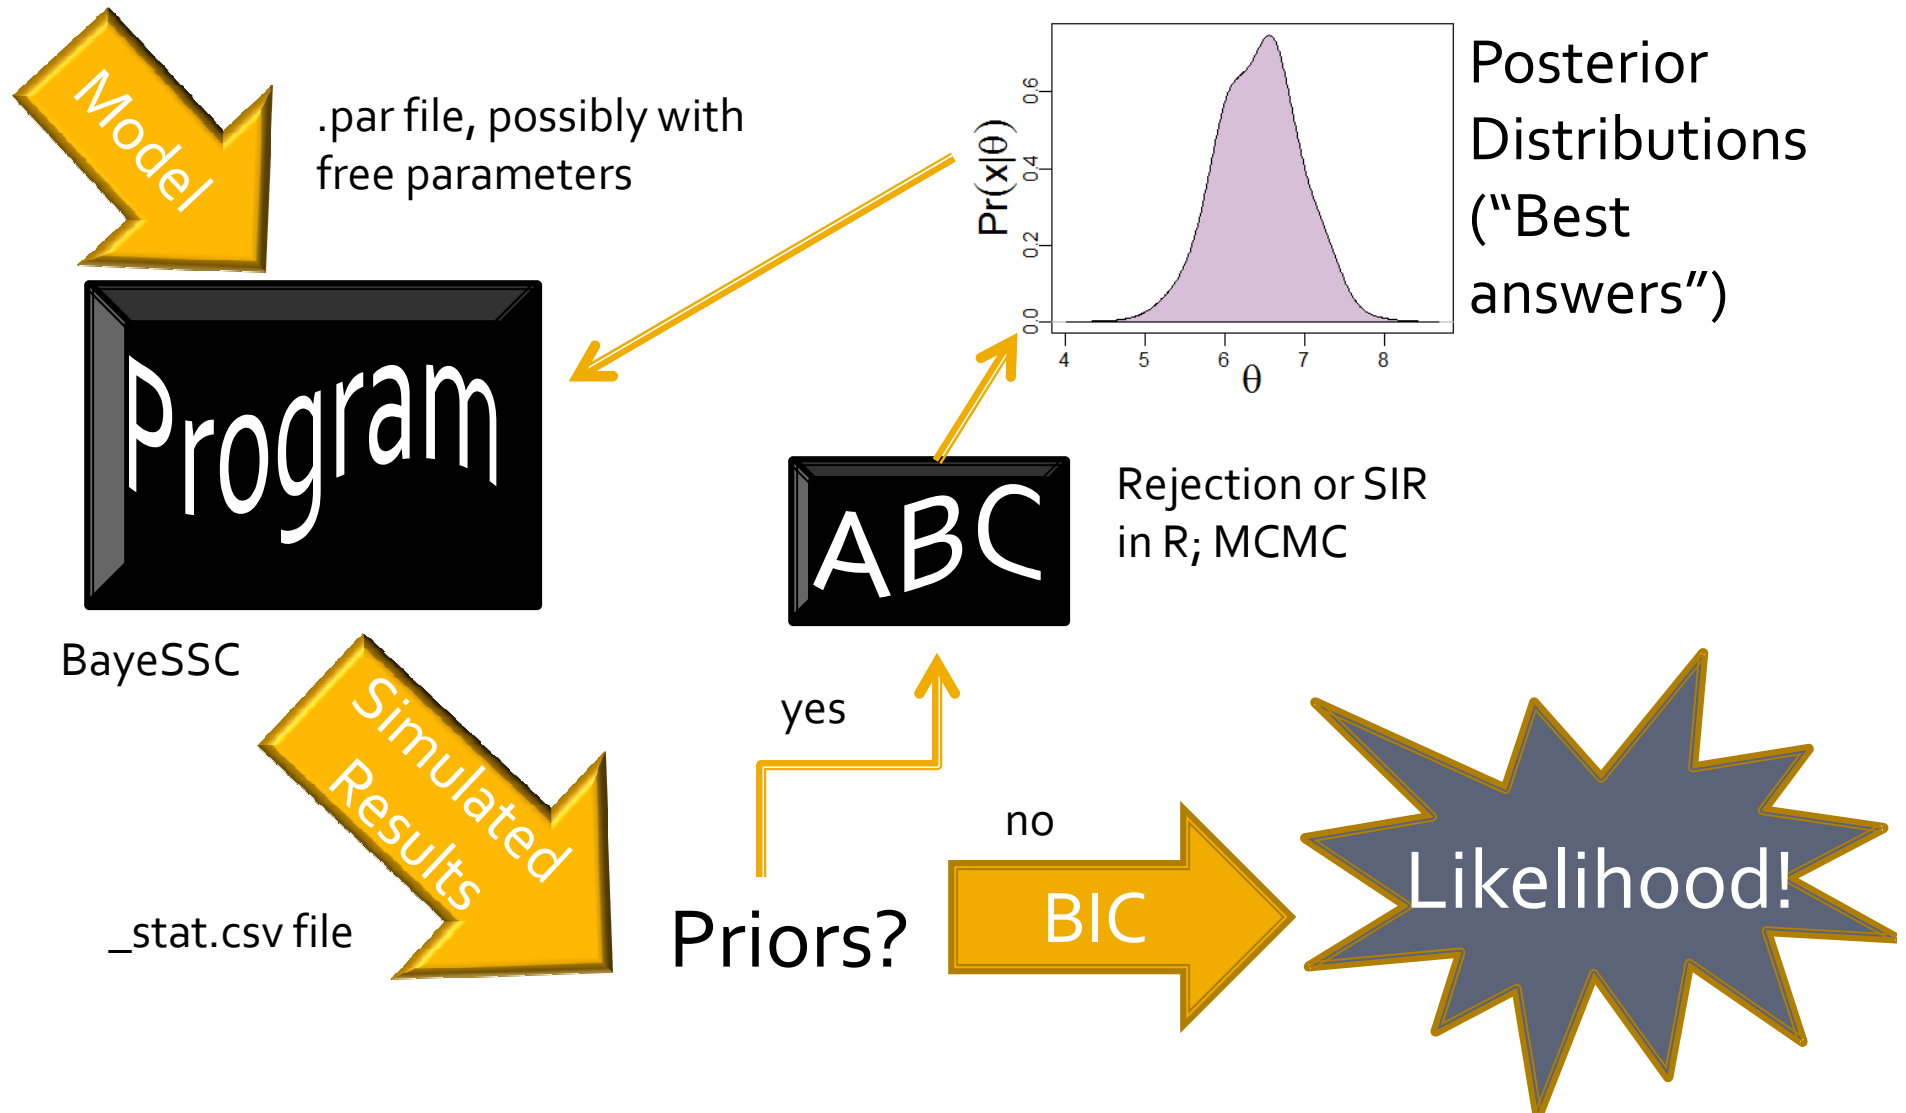 Model
.par file, possibly with
free parameters
Program
BayeSSC
Simulated
Results
_stat.csv file
Priors?
yes
no
BIC
Likelihood!
ABC
Rejection or SIR
in R; MCMC
Pr(x|θ)
0.0
0.2
0.4
0.6
4
5
6
7
8
θ
Posterior
Distributions
(“Best
answers”)